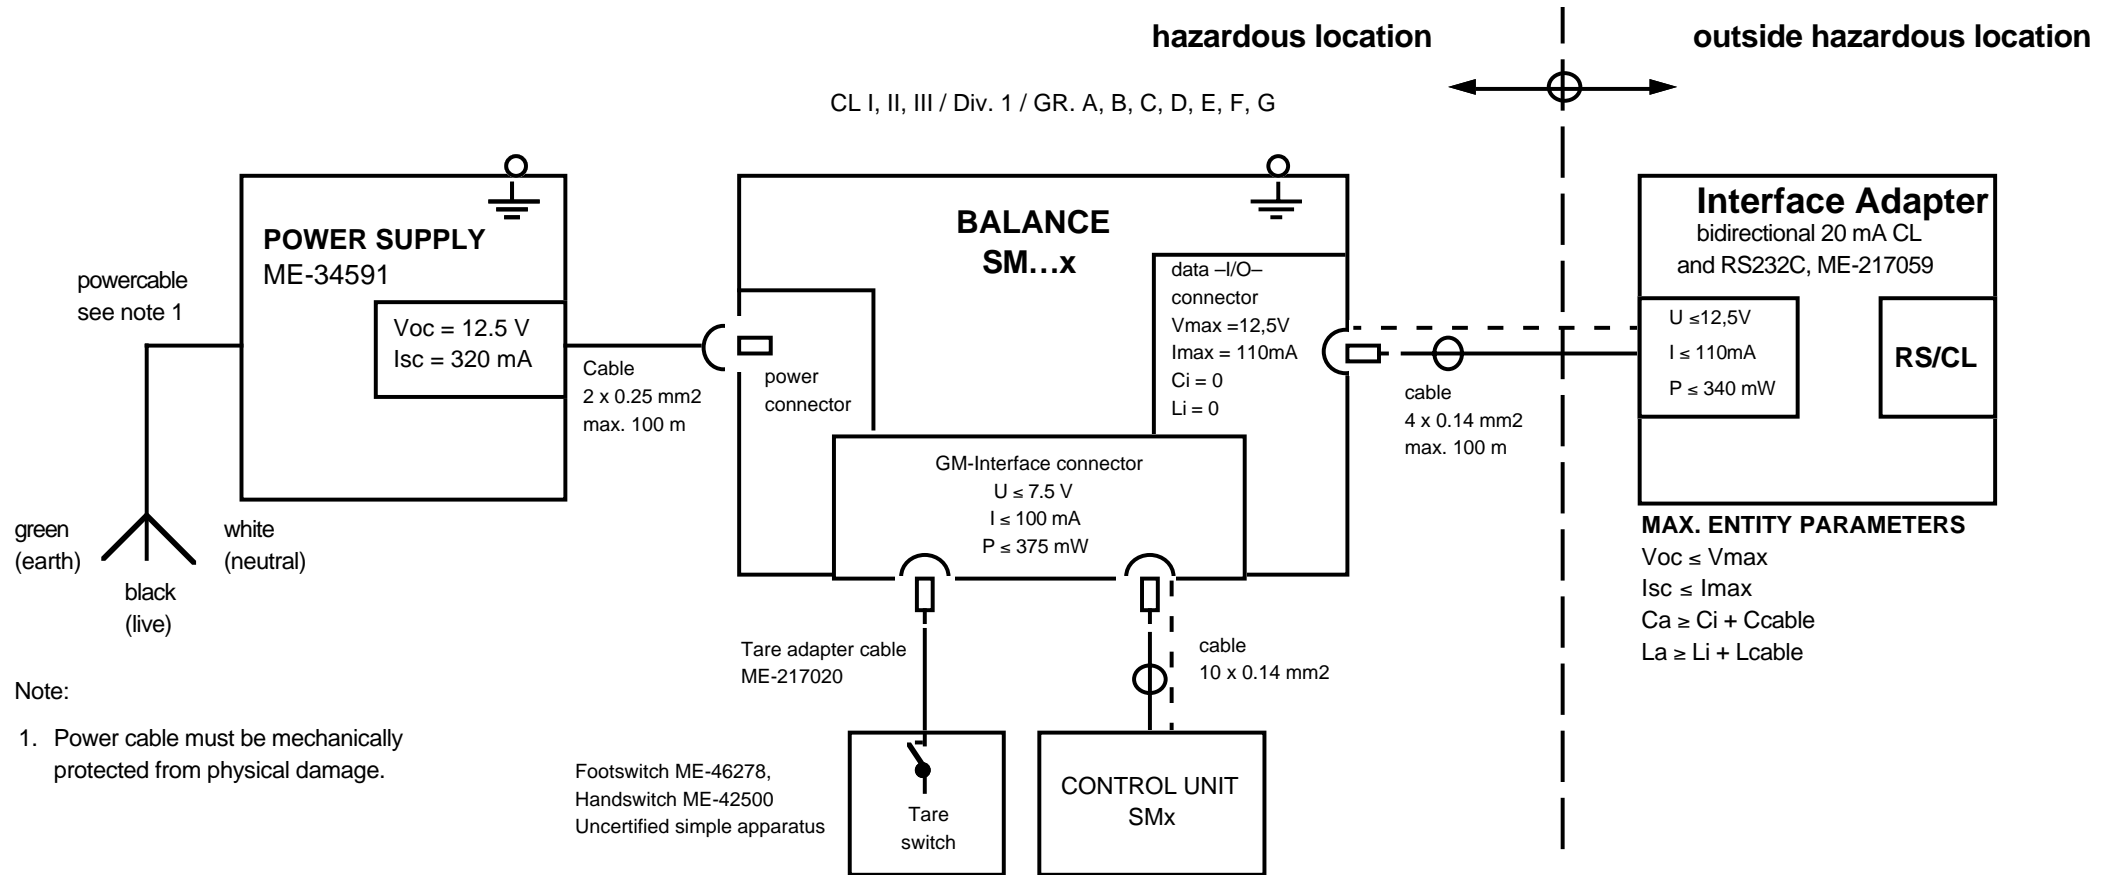 hazardous location
outside hazardous location
CL I, II, III / Div. 1 / GR. A, B, C, D, E, F, G
powercable
see note 1
green
(earth)
black
(live)
white
(neutral)
POWER SUPPLY
ME-34591
Voc = 12.5 V
Isc = 320 mA
Cable
2 x 0.25 mm2
max. 100 m
BALANCE
SM…x
power
connector
data –I/O–
connector
Vmax =12,5V
Imax = 110mA
Ci = 0
Li = 0
GM-Interface connector
U ≤ 7.5 V
I ≤ 100 mA
P ≤ 375 mW
cable
4 x 0.14 mm2
max. 100 m
Interface Adapter
bidirectional 20 mA CL
and RS232C, ME-217059
U ≤12,5V
I ≤ 110mA
P ≤ 340 mW
RS/CL
MAX. ENTITY PARAMETERS
Voc ≤ Vmax
Isc ≤ Imax
Ca ≥ Ci + Ccable
La ≥ Li + Lcable
Tare adapter cable
ME-217020
cable
10 x 0.14 mm2
Note:
1. Power cable must be mechanically
protected from physical damage.
Footswitch ME-46278,
Handswitch ME-42500
Uncertified simple apparatus
Tare
switch
CONTROL UNIT
SMx